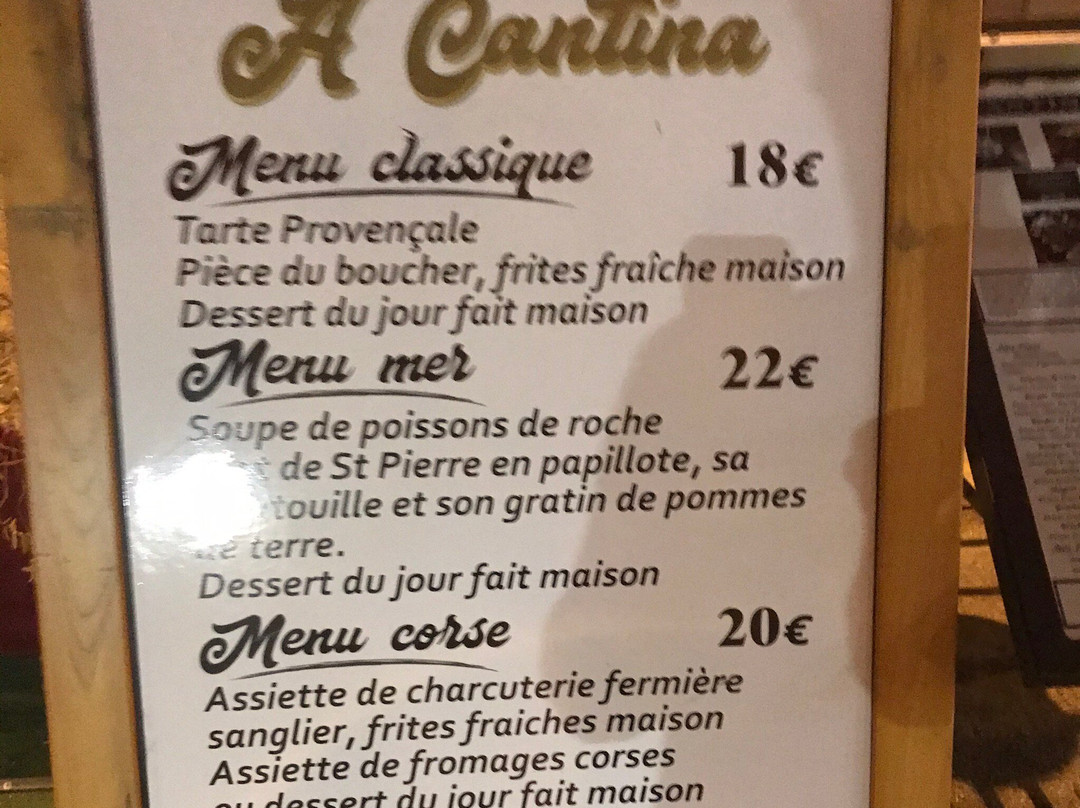 A Cantina
Menu classique 18€
Tarte Provençale
Pièce du boucher, frites fraîche maison
Dessert du jour fait maison
Menu mer 22€
Soupe de poissons de roche
de St Pierre en papillote, sa
et son gratin de pommes
de terre.
Dessert du jour fait maison
Menu corse 20€
Assiette de charcuterie fermière
sanglier, frites fraiches maison
Assiette de fromages corses
ou dessert du jour fait maison